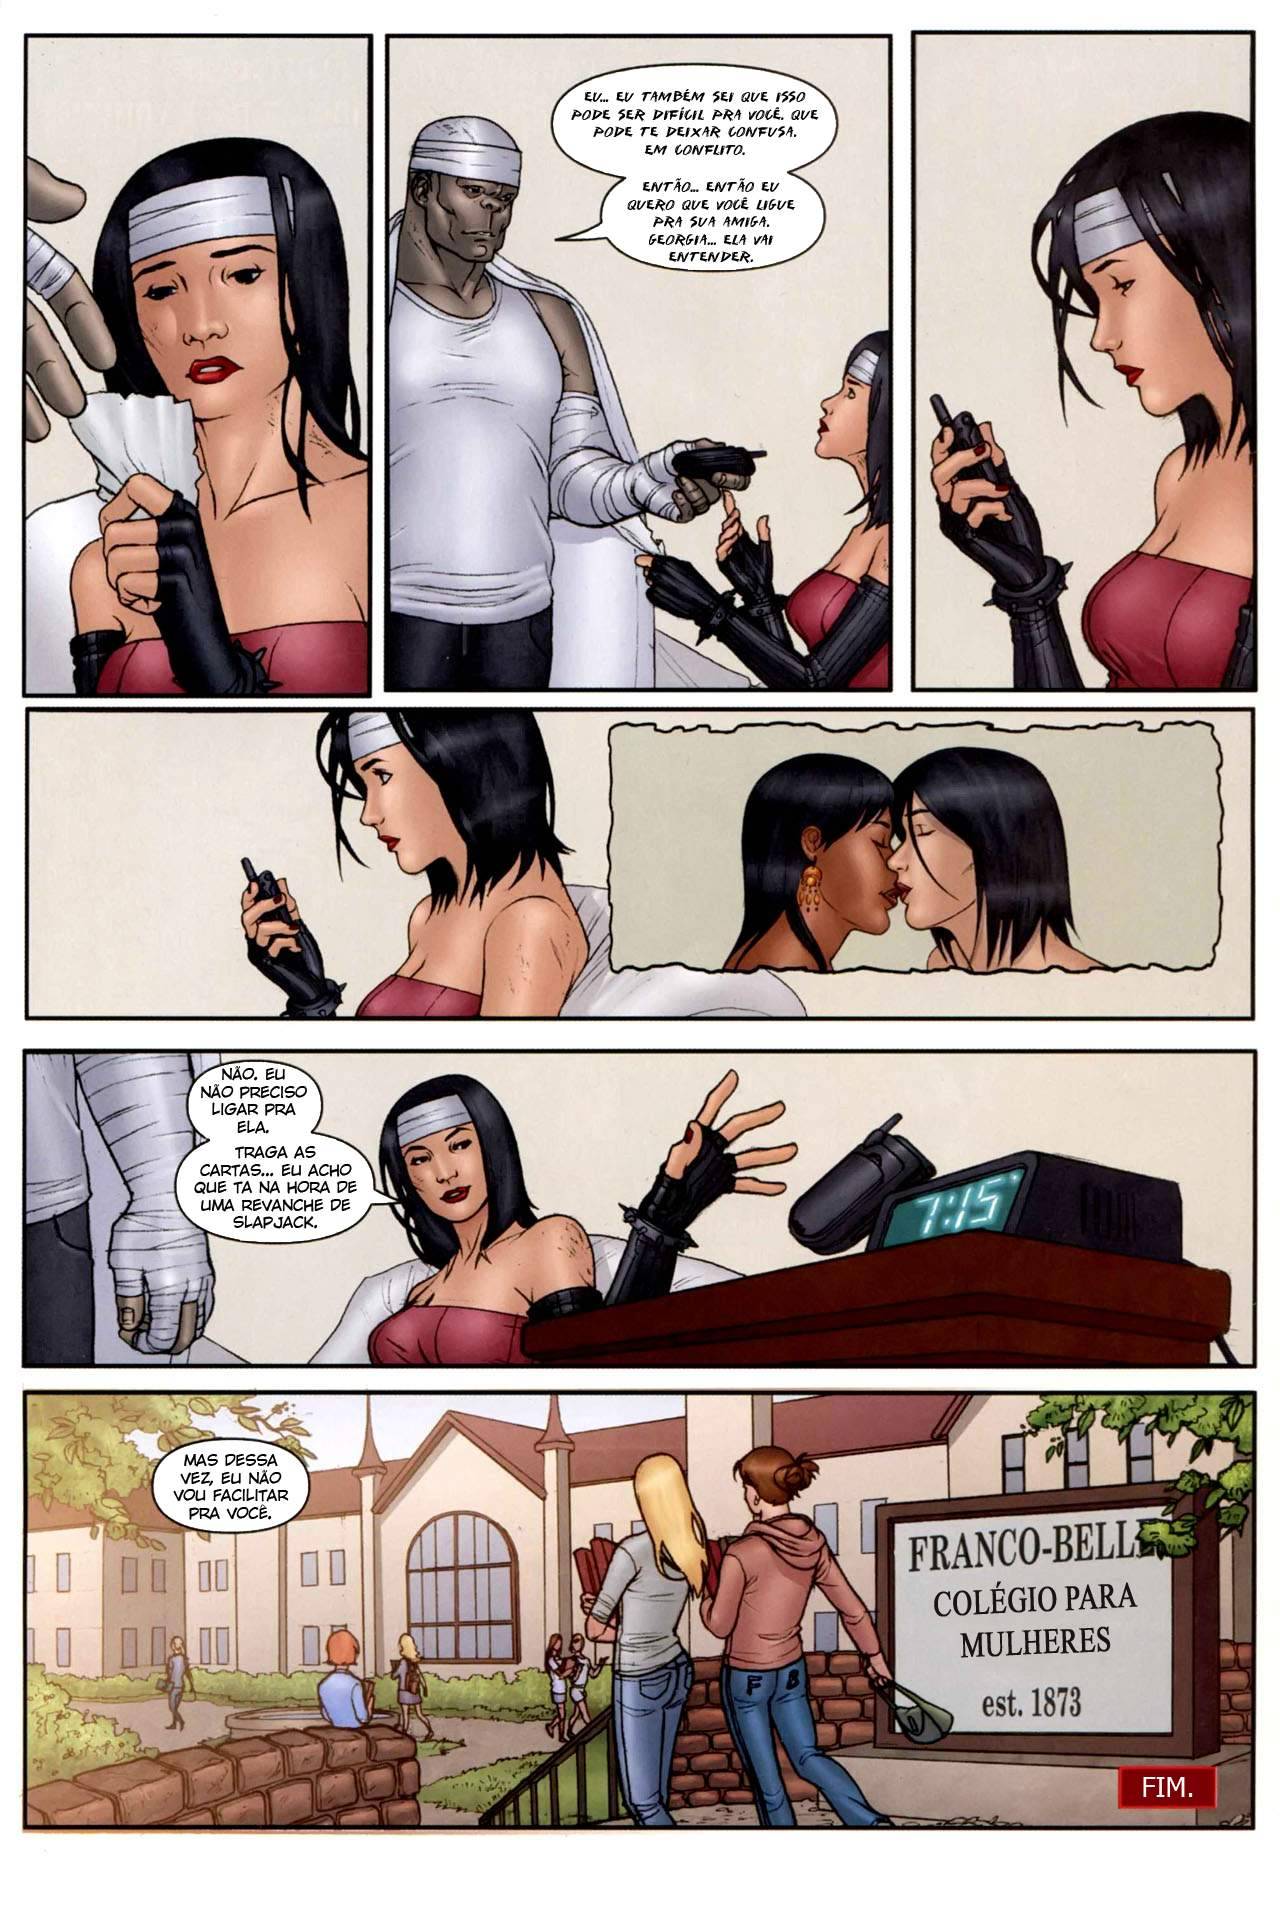 EU... EU TAMBÉM SEI QUE ISSO
PODE SER DIFÍCIL PRA VOCÊ. QUE
PODE TE DEIXAR CONFUSA.
EM CONFLITO.
ENTÃO... ENTÃO EU
QUERO QUE VOCÊ LIGUE
PRA SUA AMIGA.
GEORGIA... ELA VAI
ENTENDER.
NÃO. EU
NÃO PRECISO
LIGAR PRA
ELA.
TRAGA AS
CARTAS... EU ACHO
QUE TA NA HORA DE
UMA REVANCHE DE
SLAPJACK.
7:15
MAS DESSA
VEZ, EU NÃO
VOU FACILITAR
PRA VOCÊ.
FRANCO-BELLE
COLÉGIO PARA
MULHERES
est. 1873
F B
FIM.